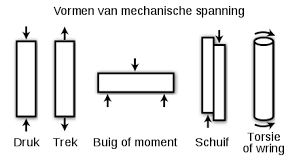 Vormen van mechanische spanning
Druk
Trek
Buig of moment
Schuif
Torsie
of wring